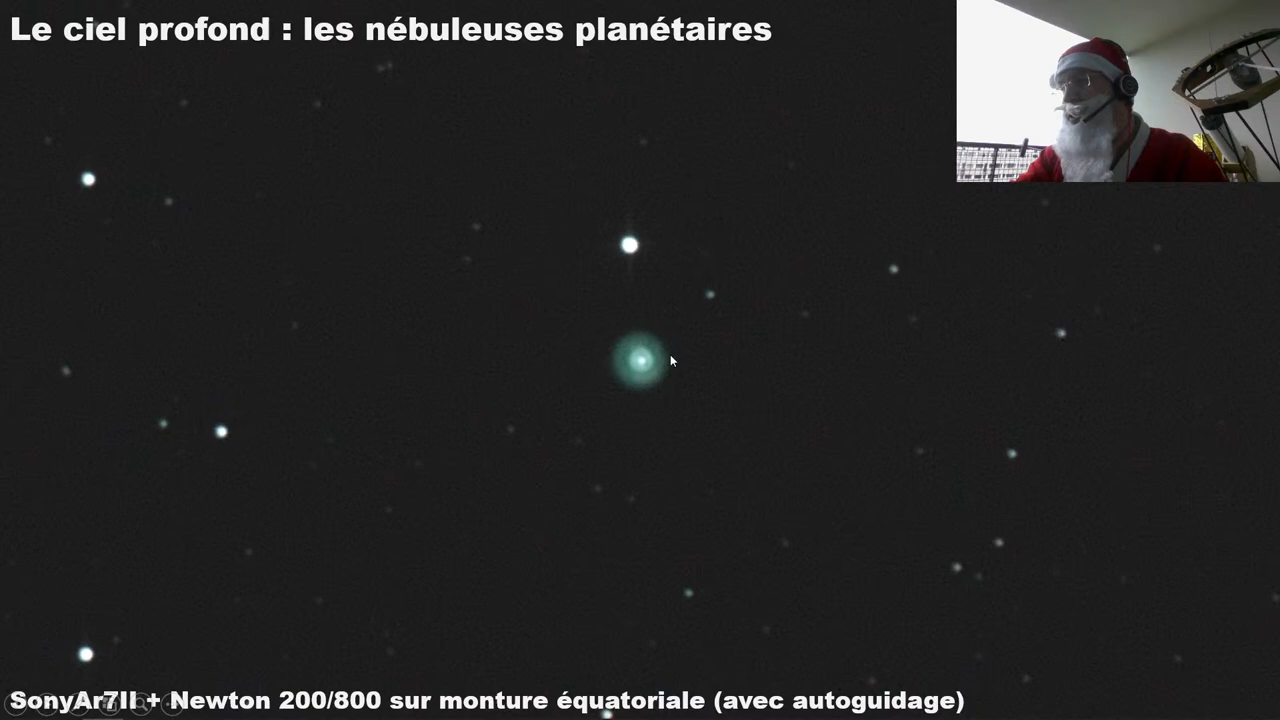 Le ciel profond : les nébuleuses planétaires
SonyAr7II + Newton 200/800 sur monture équatoriale (avec autoguidage)